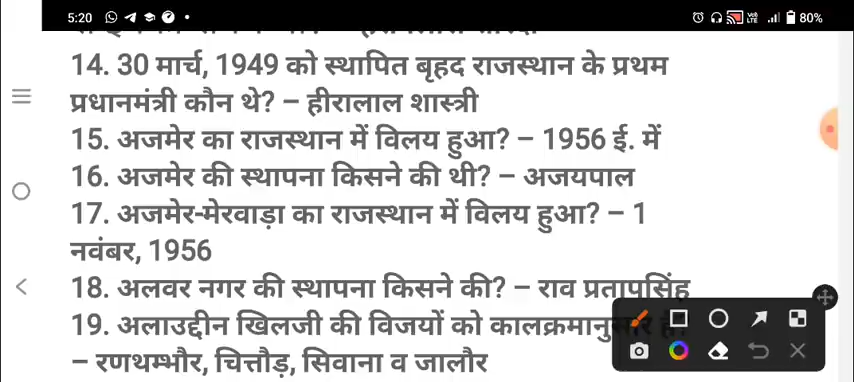 5:20
80%
14. 30 मार्च, 1949 को स्थापित बृहद राजस्थान के प्रथम
प्रधानमंत्री कौन थे? – हीरालाल शास्त्री
15. अजमेर का राजस्थान में विलय हुआ? – 1956 ई. में
16. अजमेर की स्थापना किसने की थी? – अजयपाल
17. अजमेर-मेरवाड़ा का राजस्थान में विलय हुआ? – 1
नवंबर, 1956
18. अलवर नगर की स्थापना किसने की? – राव प्रतापसिंह
19. अलाउद्दीन खिलजी की विजयों को कालक्रमानुसार है?
– रणथम्भौर, चित्तौड़, सिवाना व जालौर